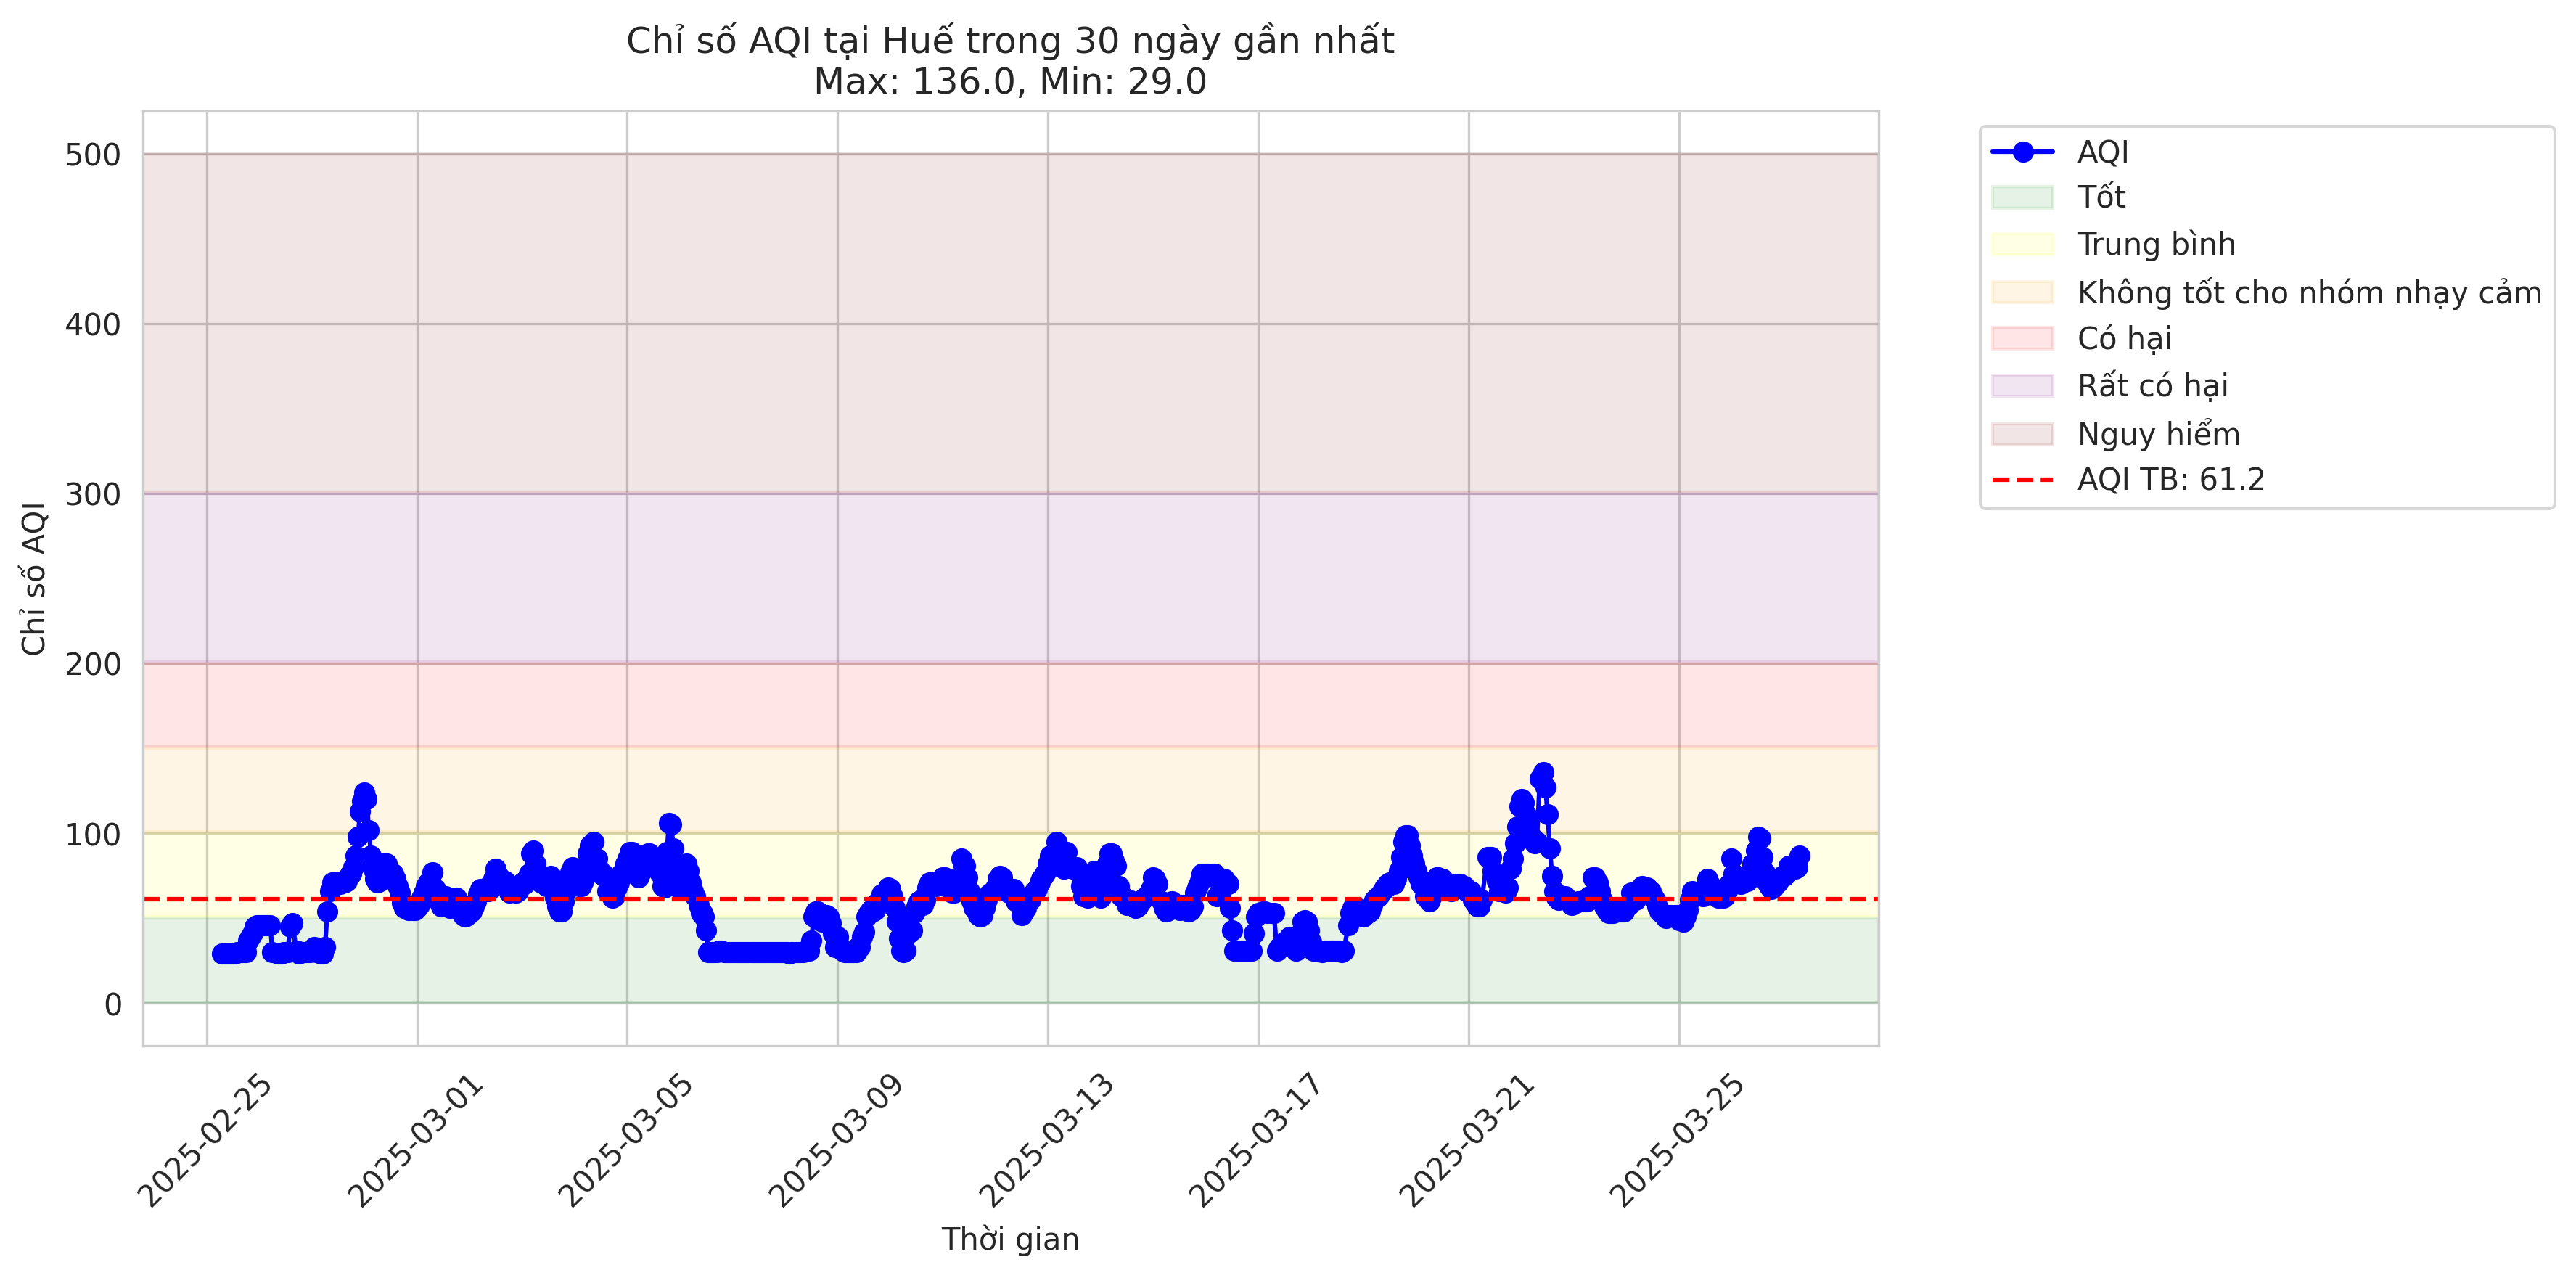 Chỉ số AQI tại Huế trong 30 ngày gần nhất
Max: 136.0, Min: 29.0
Chỉ số AQI
500
400
300
200
100
0
2025-02-25
2025-03-01
2025-03-05
2025-03-09
2025-03-13
2025-03-17
2025-03-21
2025-03-25
Thời gian
AQI
Tốt
Trung bình
Không tốt cho nhóm nhạy cảm
Có hại
Rất có hại
Nguy hiểm
AQI TB: 61.2